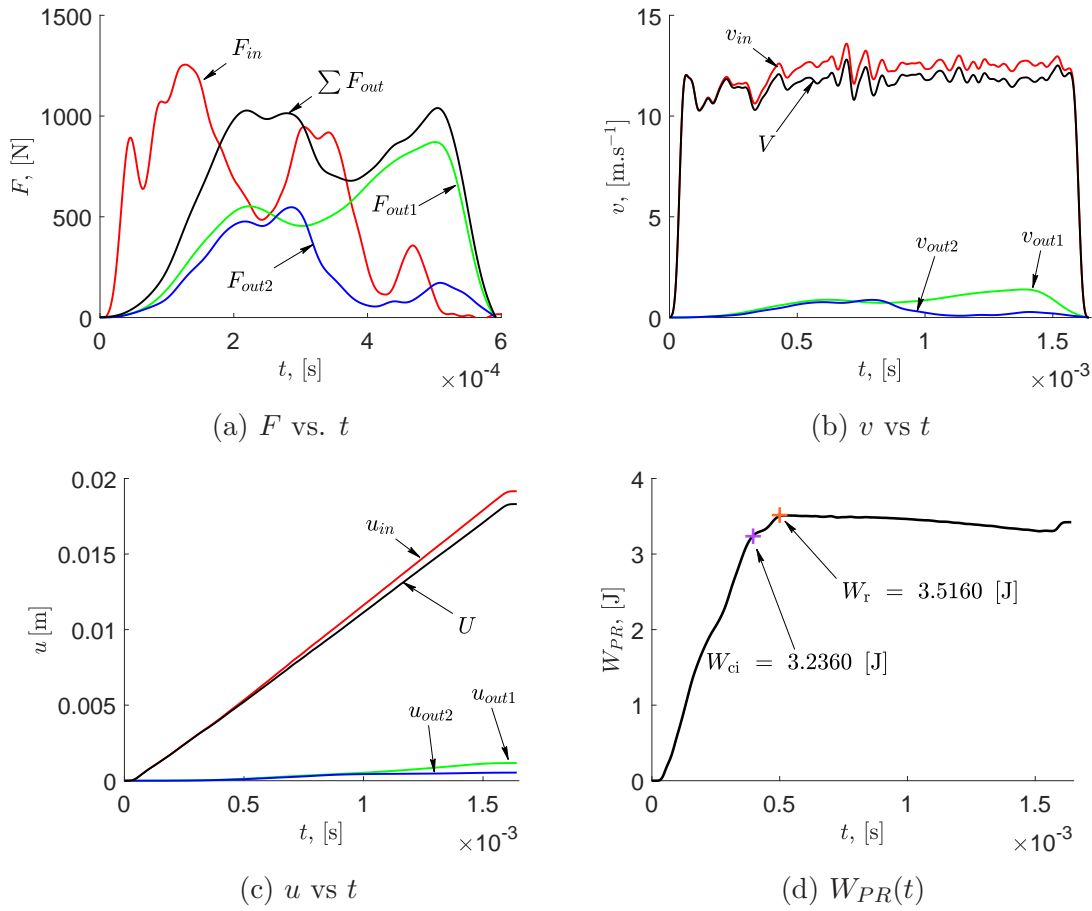 1500
1000
500
0
F, [N]
F_in
∑ F_out
F_out1
F_out2
0 2 4 6
t, [s]
×10⁻⁴
(a) F vs. t
15
10
5
0
v, [m.s⁻¹]
v_in
V
v_out2
v_out1
0 0.5 1 1.5
t, [s]
×10⁻³
(b) v vs t
0.02
0.015
0.01
0.005
0
u [m]
u_in
U
u_out1
u_out2
0 0.5 1 1.5
t, [s]
×10⁻³
(c) u vs t
4
3
2
1
0
W_PR, [J]
W_r = 3.5160 [J]
W_ci = 3.2360 [J]
0 0.5 1 1.5
t, [s]
×10⁻³
(d) W_PR(t)